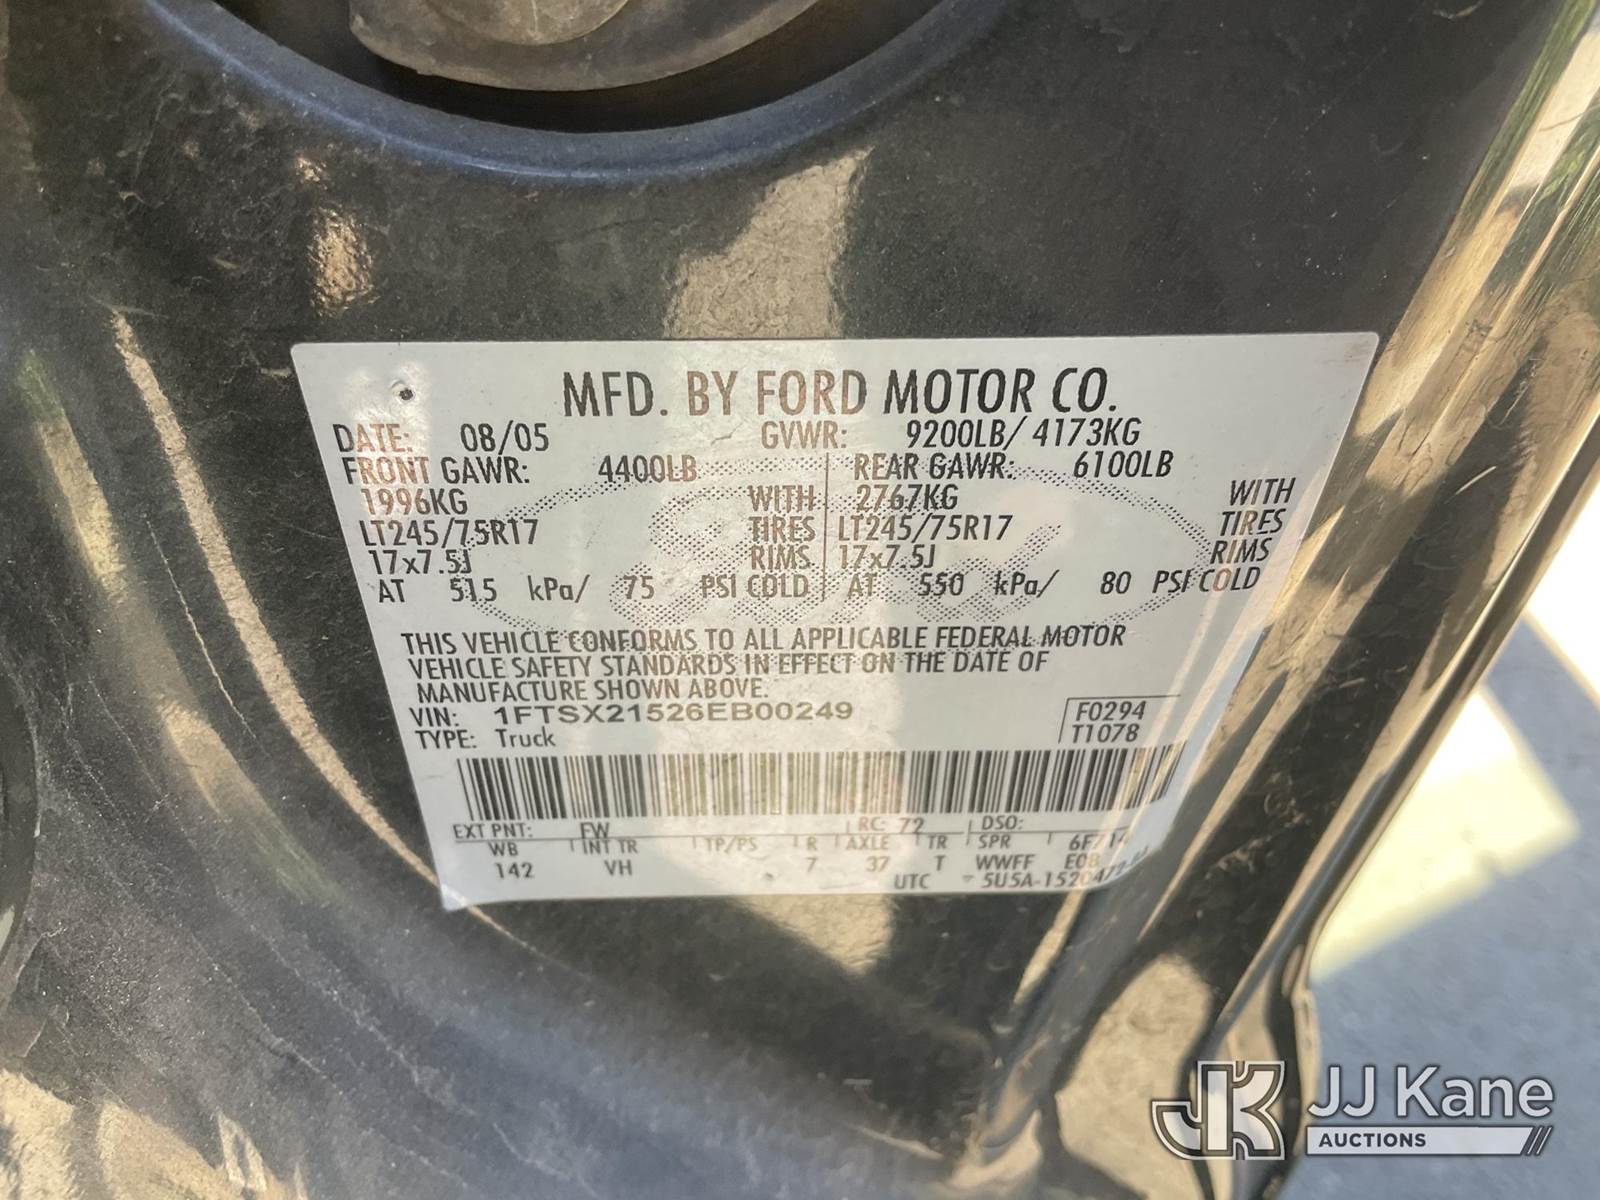 MFD. BY FORD MOTOR CO.
DATE: 08/05 GVWR: 9200LB/ 4173KG
FRONT GAWR: 4400LB REAR GAWR: 6100LB
1996KG WITH 2767KG WITH
LT245/75R17 TIRES LT245/75R17 TIRES
17x7.5J RIMS 17x7.5J RIMS
AT 515 kPa/ 75 PSI COLD AT 550 kPa/ 80 PSI COLD
THIS VEHICLE CONFORMS TO ALL APPLICABLE FEDERAL MOTOR
VEHICLE SAFETY STANDARDS IN EFFECT ON THE DATE OF
MANUFACTURE SHOWN ABOVE.
VIN: 1FTSX21526EB00249 F0294
TYPE: Truck T1078
EXT PNT: FW RC: 72 DSO:
WB INT TR TP/PS R AXLE TR SPR
142 VH 7 37 T WWFF E0B
UTC 5U5A-1520472
JK JJ Kane
AUCTIONS